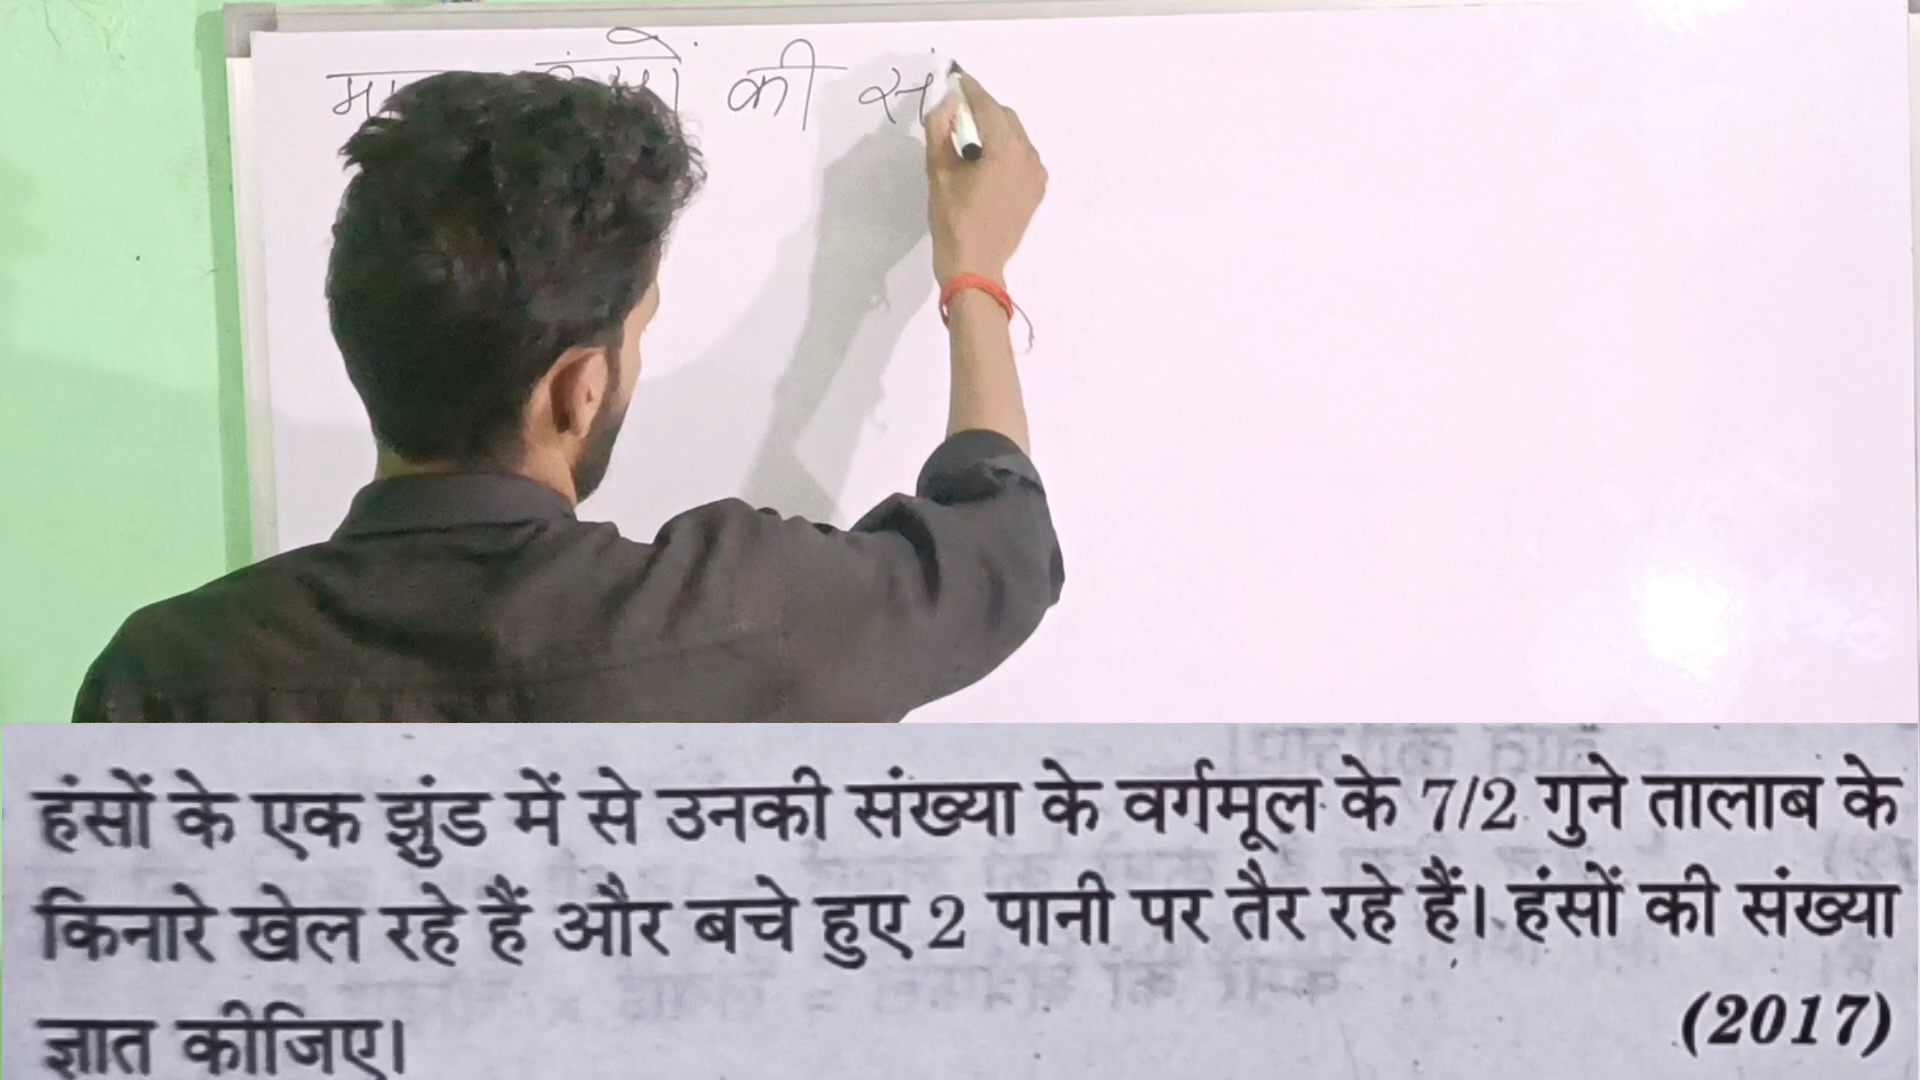 की
हंसों के एक झुंड में से उनकी संख्या के वर्गमूल के 7/2 गुने तालाब के
किनारे खेल रहे हैं और बचे हुए 2 पानी पर तैर रहे हैं। हंसों की संख्या
ज्ञात कीजिए। (2017)